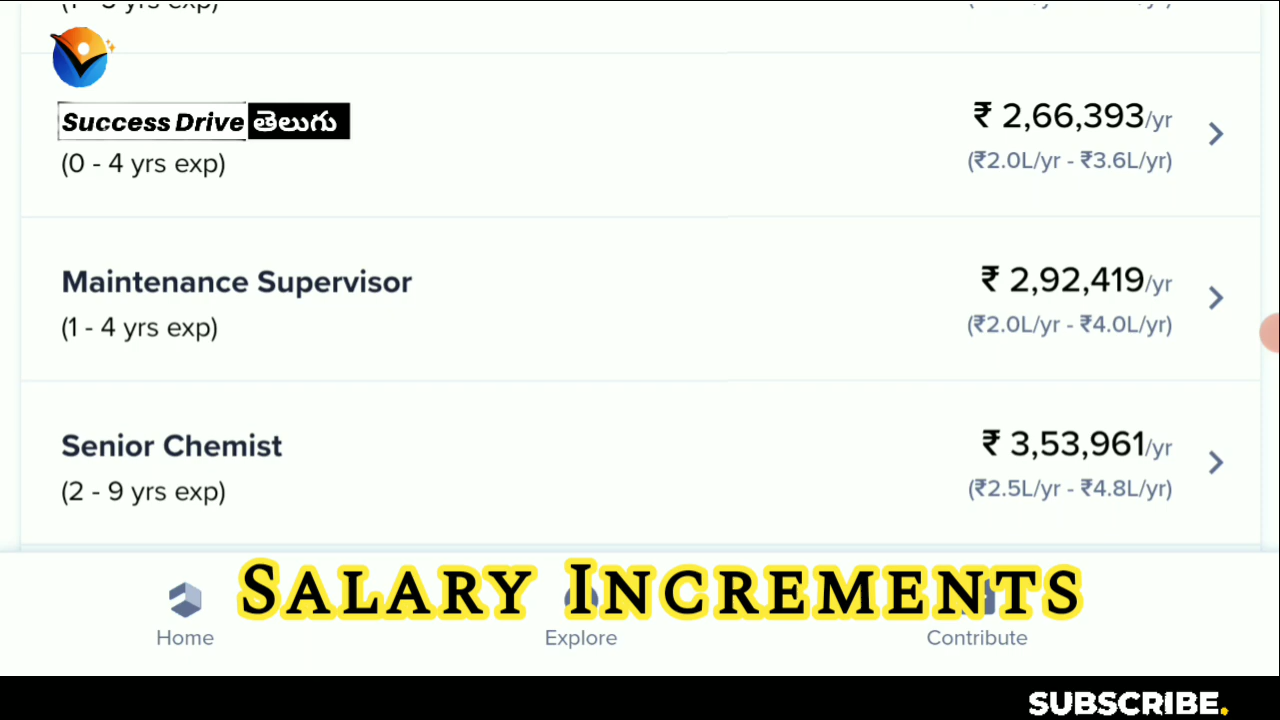 Success Drive తెలుగు
(0 - 4 yrs exp)
₹ 2,66,393/yr
(₹2.0L/yr - ₹3.6L/yr)
Maintenance Supervisor
(1 - 4 yrs exp)
₹ 2,92,419/yr
(₹2.0L/yr - ₹4.0L/yr)
Senior Chemist
(2 - 9 yrs exp)
₹ 3,53,961/yr
(₹2.5L/yr - ₹4.8L/yr)
Salary Increments
Home
Explore
Contribute
SUBSCRIBE.